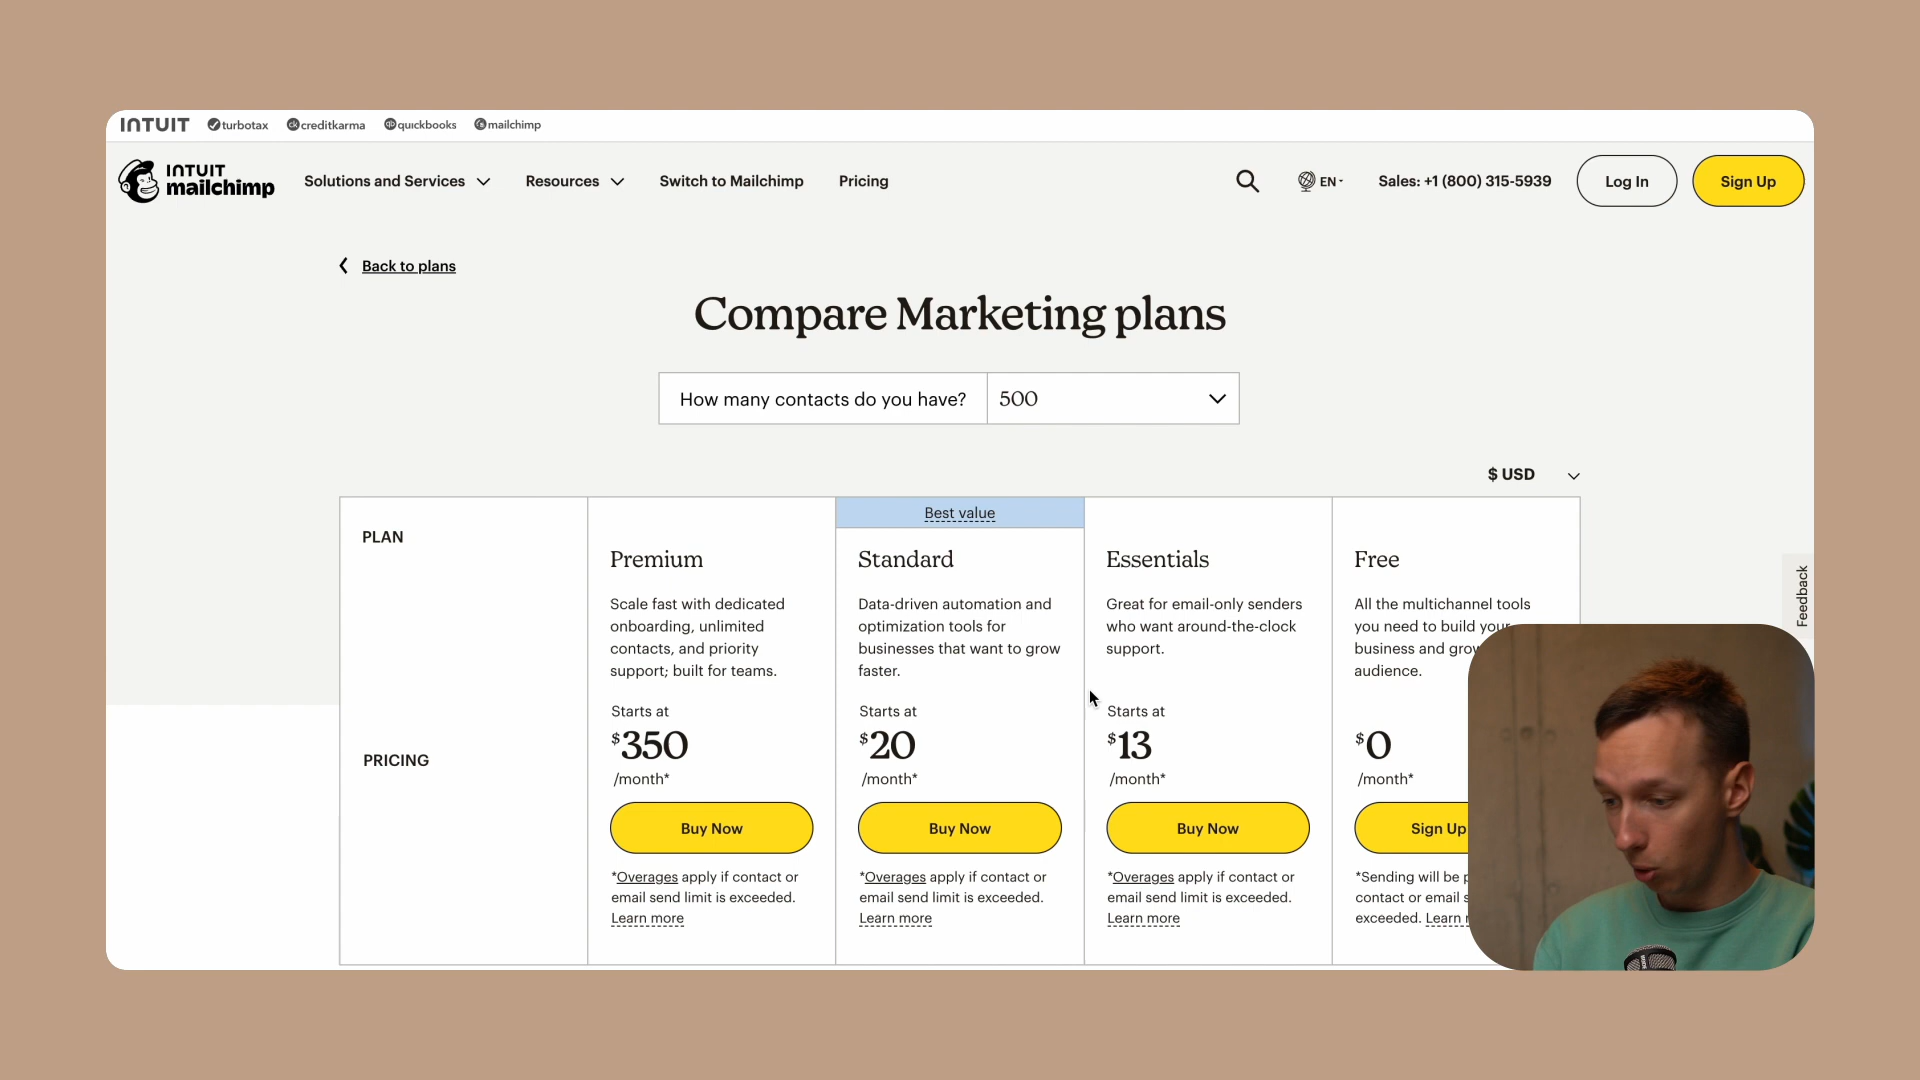 INTUIT turbotax creditkarma quickbooks mailchimp
INTUIT mailchimp
Solutions and Services
Resources
Switch to Mailchimp
Pricing
EN
Sales: +1 (800) 315-5939
Log In
Sign Up
Back to plans
Compare Marketing plans
How many contacts do you have?
500
$ USD
PLAN
PRICING
Premium
Scale fast with dedicated
onboarding, unlimited
contacts, and priority
support; built for teams.
Starts at
$350
/month*
Buy Now
*Overages apply if contact or
email send limit is exceeded.
Learn more
Best value
Standard
Data-driven automation and
optimization tools for
businesses that want to grow
faster.
Starts at
$20
/month*
Buy Now
*Overages apply if contact or
email send limit is exceeded.
Learn more
Essentials
Great for email-only senders
who want around-the-clock
support.
Starts at
$13
/month*
Buy Now
*Overages apply if contact or
email send limit is exceeded.
Learn more
Free
All the multichannel tools
you need to build your
business and grow
audience.
$0
/month*
Sign Up
*Sending will be
contact or email
exceeded. Learn
Feedback